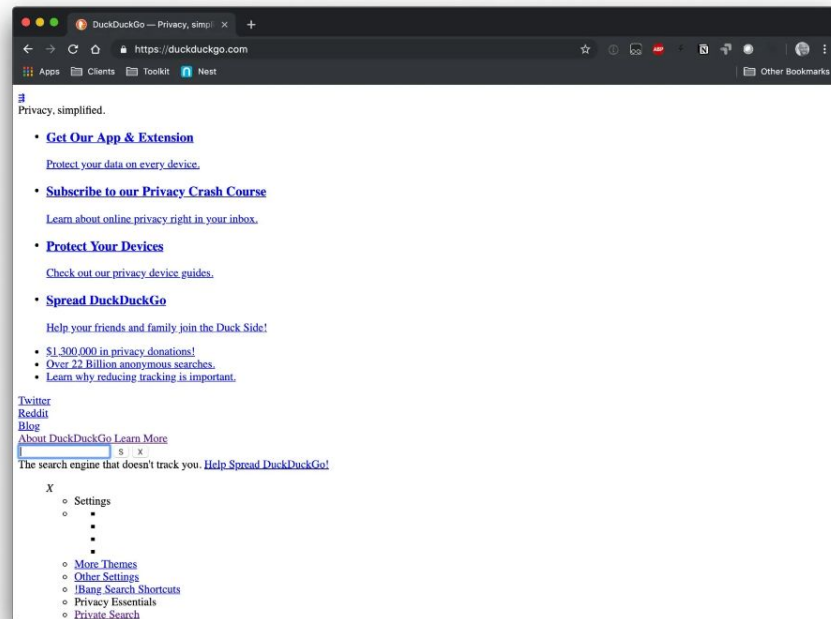 DuckDuckGo — Privacy, simpli
https://duckduckgo.com
ABP
Apps Clients Toolkit Nest Other Bookmarks
Privacy, simplified.
Get Our App & Extension
Protect your data on every device.
Subscribe to our Privacy Crash Course
Learn about online privacy right in your inbox.
Protect Your Devices
Check out our privacy device guides.
Spread DuckDuckGo
Help your friends and family join the Duck Side!
$1,300,000 in privacy donations!
Over 22 Billion anonymous searches.
Learn why reducing tracking is important.
Twitter
Reddit
Blog
About DuckDuckGo Learn More
S X
The search engine that doesn't track you. Help Spread DuckDuckGo!
X
Settings
More Themes
Other Settings
!Bang Search Shortcuts
Privacy Essentials
Private Search